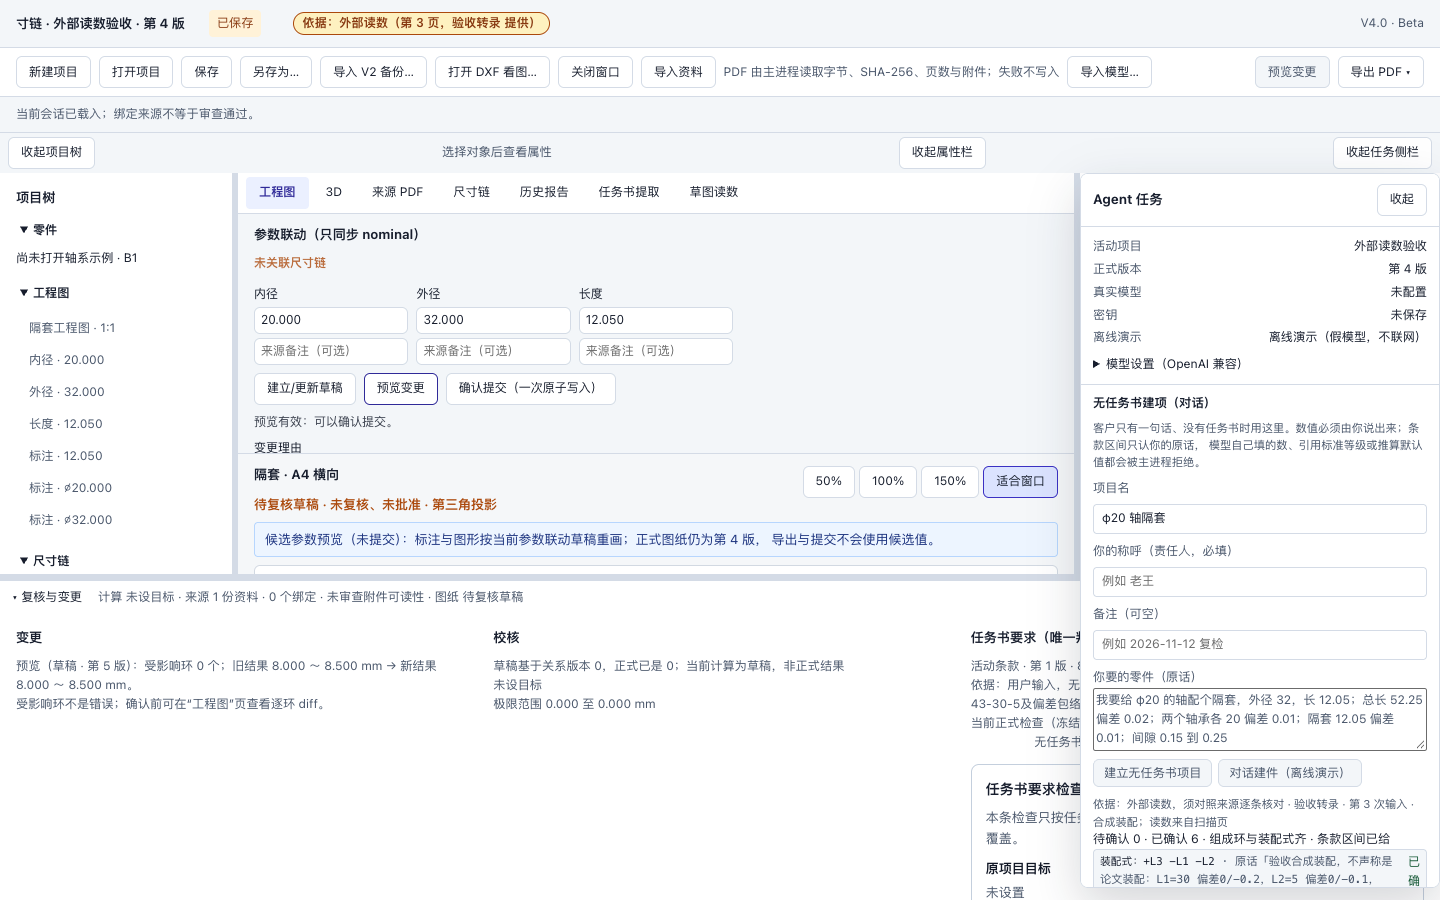 寸链 · 外部读数验收 · 第 4 版
已保存
依据：外部读数（第 3 页，验收转录 提供）
V4.0 · Beta
新建项目
打开项目
保存
另存为...
导入 V2 备份...
打开 DXF 看图...
关闭窗口
导入资料
PDF 由主进程读取字节、SHA-256、页数与附件；失败不写入
导入模型...
预览变更
导出 PDF ▾
当前会话已载入；绑定来源不等于审查通过。
收起项目树
选择对象后查看属性
收起属性栏
收起任务侧栏
项目树
▼ 零件
尚未打开轴系示例 · B1
▼ 工程图
隔套工程图 · 1:1
内径 · 20.000
外径 · 32.000
长度 · 12.050
标注 · 12.050
标注 · ⌀20.000
标注 · ⌀32.000
▼ 尺寸链
工程图
3D
来源 PDF
尺寸链
历史报告
任务书提取
草图读数
参数联动（只同步 nominal）
未关联尺寸链
内径
外径
长度
20.000
32.000
12.050
来源备注（可选）
来源备注（可选）
来源备注（可选）
建立/更新草稿
预览变更
确认提交（一次原子写入）
预览有效：可以确认提交。
变更理由
隔套 · A4 横向
50%
100%
150%
适合窗口
待复核草稿 · 未复核、未批准 · 第三角投影
候选参数预览（未提交）：标注与图形按当前参数联动草稿重画；正式图纸仍为第 4 版， 导出与提交不会使用候选值。
▾ 复核与变更
计算 未设目标 · 来源 1 份资料 · 0 个绑定 · 未审查附件可读性 · 图纸 待复核草稿
变更
预览（草稿 · 第 5 版）：受影响环 0 个；旧结果 8.000 ～ 8.500 mm → 新结果
8.000 ～ 8.500 mm。
受影响环不是错误；确认前可在“工程图”页查看逐环 diff。
校核
草稿基于关系版本 0，正式已是 0；当前计算为草稿，非正式结果
未设目标
极限范围 0.000 至 0.000 mm
任务书要求（唯一
活动条款 · 第 1 版 ·
依据：用户输入，无
43-30-5及偏差包络
当前正式检查（冻结
无任务书
任务书要求检查
本条检查只按任务
覆盖。
原项目目标
未设置
Agent 任务
收起
活动项目
外部读数验收
正式版本
第 4 版
真实模型
未配置
密钥
未保存
离线演示
离线演示（假模型，不联网）
▶ 模型设置（OpenAI 兼容）
无任务书建项（对话）
客户只有一句话、没有任务书时用这里。数值必须由你说出来；条
款区间只认你的原话， 模型自己填的数、引用标准等级或推算默认
值都会被主进程拒绝。
项目名
φ20 轴隔套
你的称呼（责任人，必填）
例如 老王
备注（可空）
例如 2026-11-12 复检
你要的零件（原话）
我要给 φ20 的轴配个隔套，外径 32，长 12.05；总长 52.25
偏差 0.02；两个轴承各 20 偏差 0.01；隔套 12.05 偏差
0.01；间隙 0.15 到 0.25
建立无任务书项目
对话建件（离线演示）
依据：外部读数，须对照来源逐条核对 · 验收转录 · 第 3 次输入 ·
合成装配；读数来自扫描页
待确认 0 · 已确认 6 · 组成环与装配式齐 · 条款区间已给
装配式：+L3 −L1 −L2 · 原话「验收合成装配，不声称是
论文装配：L1=30 偏差0/−0.2，L2=5 偏差0/−0.1，
已
确